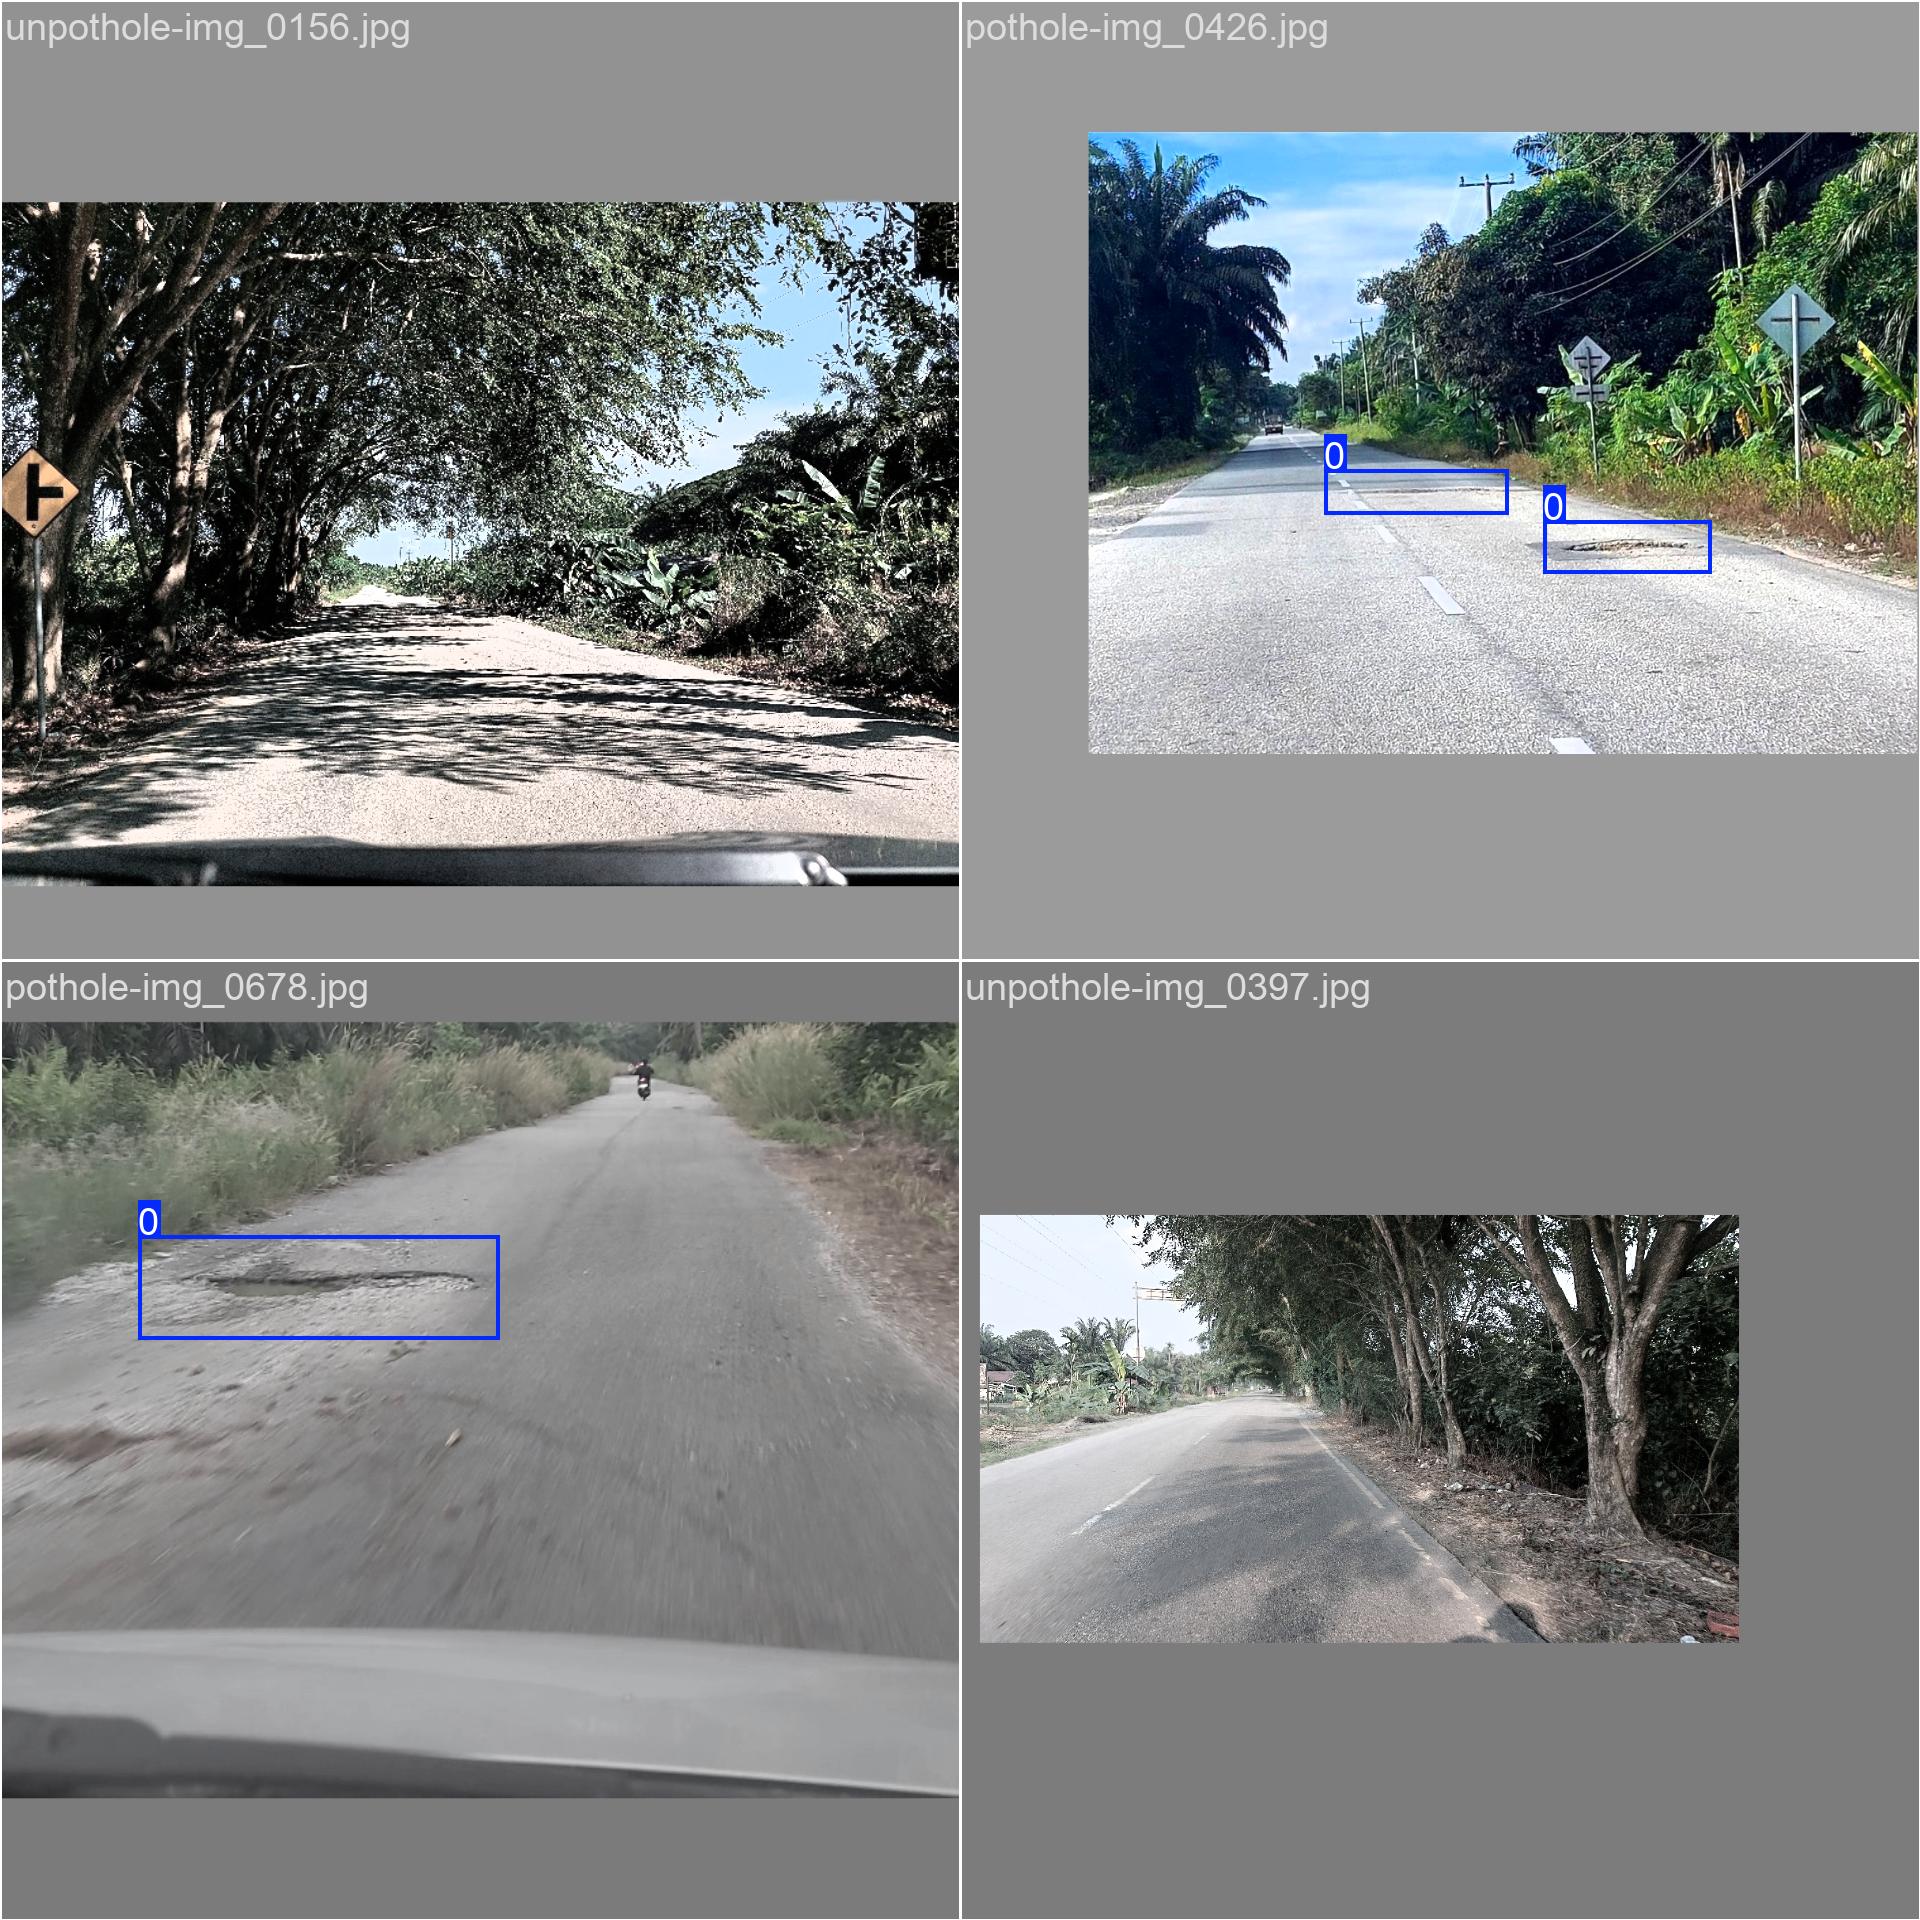 unpothole-img_0156.jpg
pothole-img_0426.jpg
0
0
pothole-img_0678.jpg
0
unpothole-img_0397.jpg